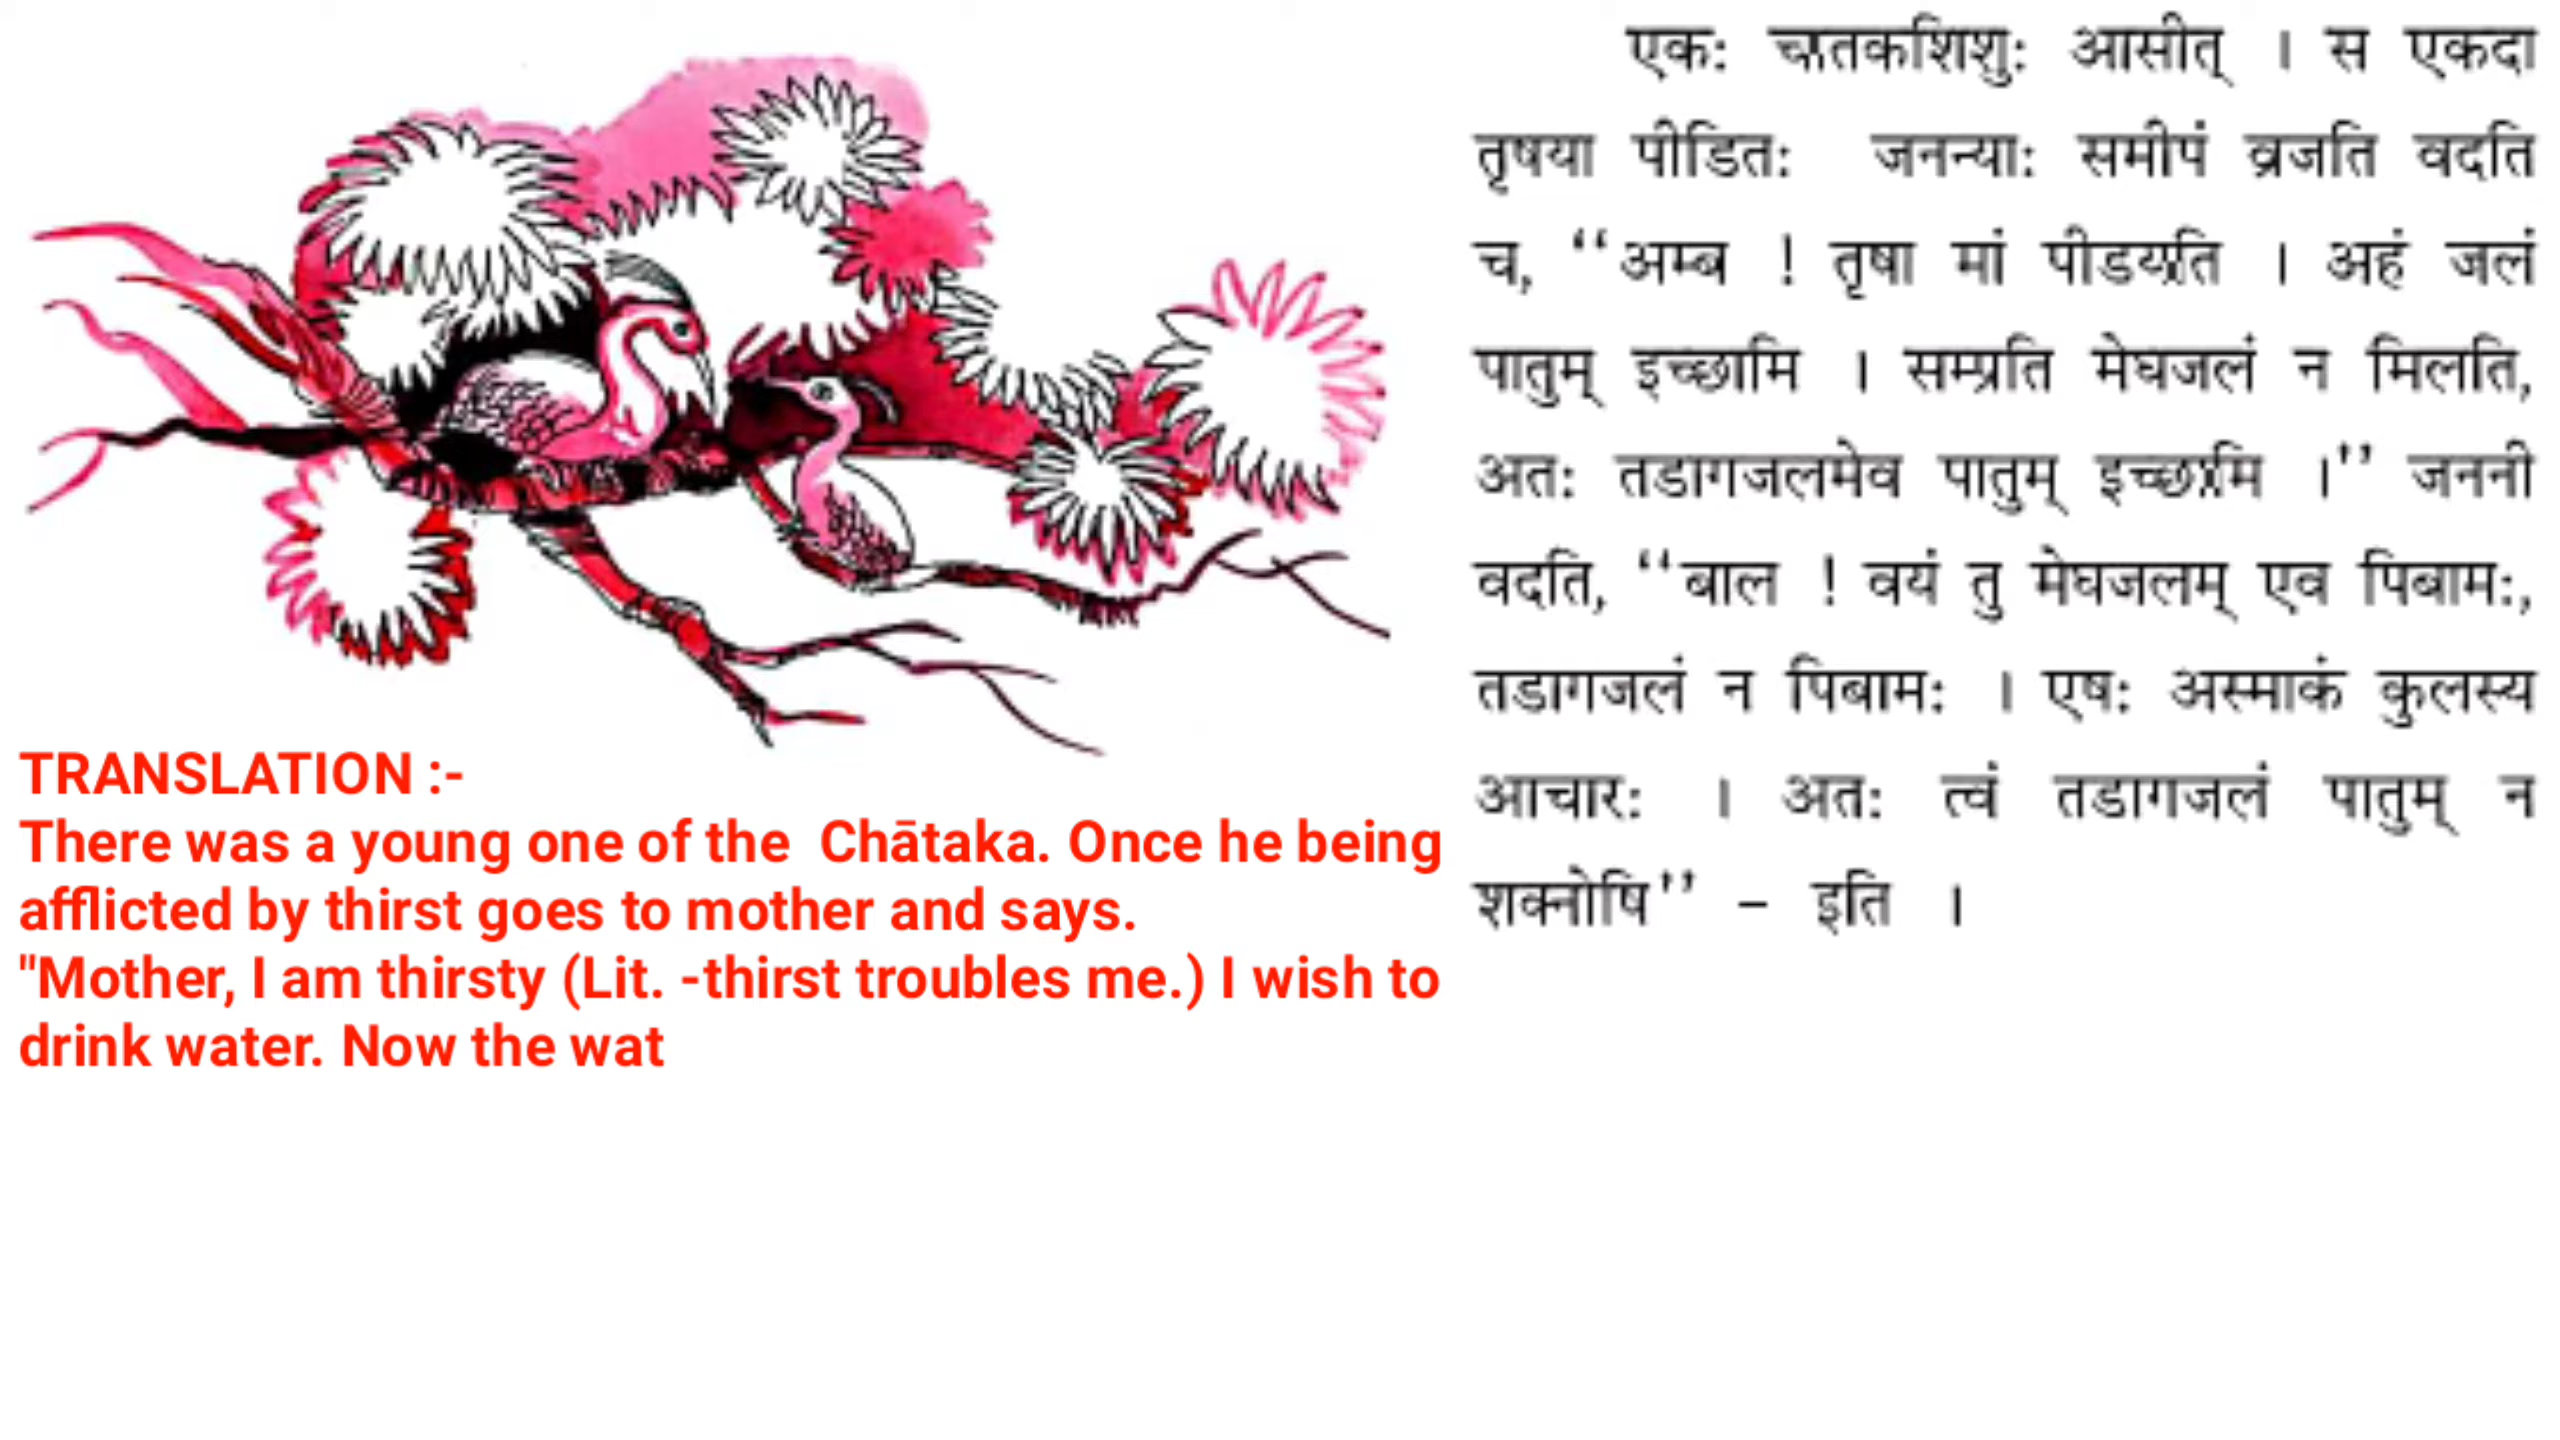 एक: चातकशिशु: आसीत् । स एकदा
तृषया पीडित: जनन्या: समीपं व्रजति वदति
च, “अम्ब ! तृषा मां पीडयति । अहं जलं
पातुम् इच्छामि । सम्प्रति मेघजलं न मिलति,
अत: तडागजलमेव पातुम् इच्छामि ।” जननी
वदति, “बाल ! वयं तु मेघजलम् एव पिबाम:,
तडागजलं न पिबाम: । एष: अस्माकं कुलस्य
आचार: । अत: त्वं तडागजलं पातुम् न
शक्नोषि” – इति ।
TRANSLATION :-
There was a young one of the Chātaka. Once he being
afflicted by thirst goes to mother and says.
"Mother, I am thirsty (Lit. -thirst troubles me.) I wish to
drink water. Now the wat